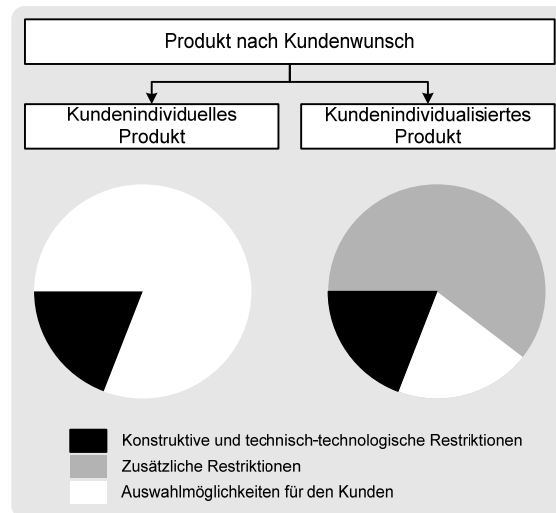 Produkt nach Kundenwunsch
Kundenindividuelles
Produkt
Kundenindividualisiertes
Produkt
Konstruktive und technisch-technologische Restriktionen
Zusätzliche Restriktionen
Auswahlmöglichkeiten für den Kunden